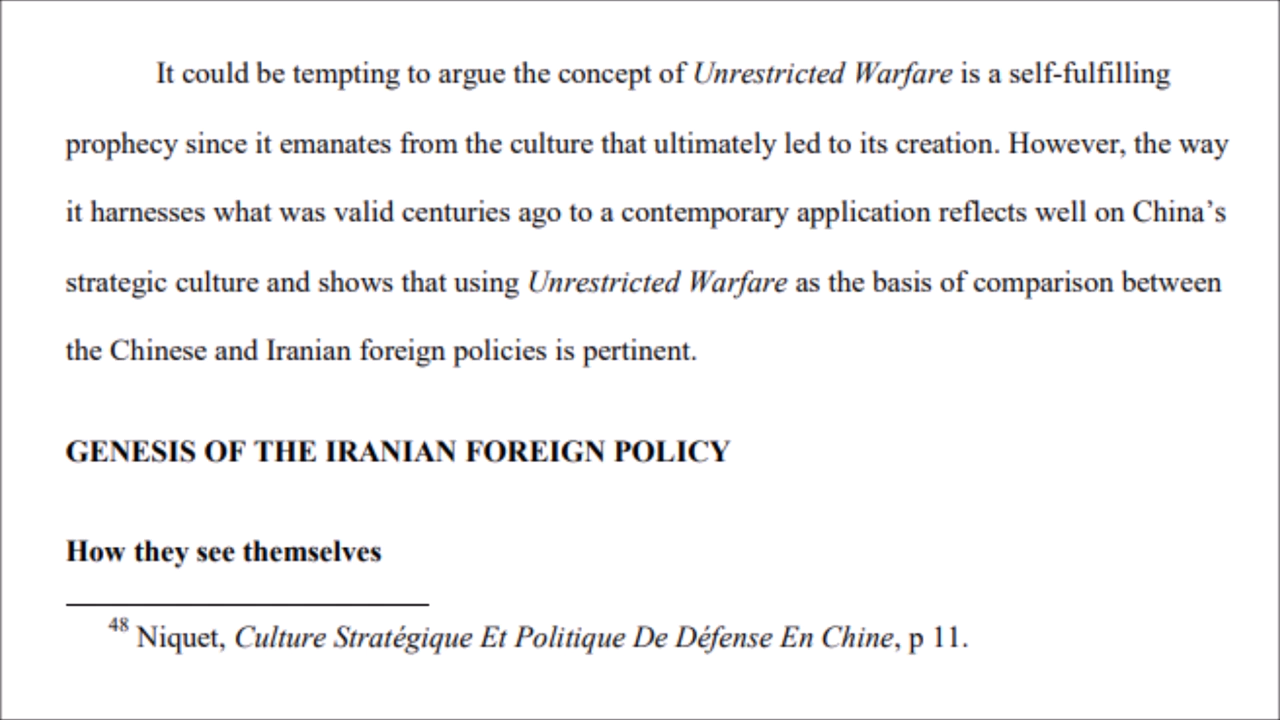 It could be tempting to argue the concept of Unrestricted Warfare is a self-fulfilling
prophecy since it emanates from the culture that ultimately led to its creation. However, the way
it harnesses what was valid centuries ago to a contemporary application reflects well on China’s
strategic culture and shows that using Unrestricted Warfare as the basis of comparison between
the Chinese and Iranian foreign policies is pertinent.
GENESIS OF THE IRANIAN FOREIGN POLICY
How they see themselves
48 Niquet, Culture Stratégique Et Politique De Défense En Chine, p 11.